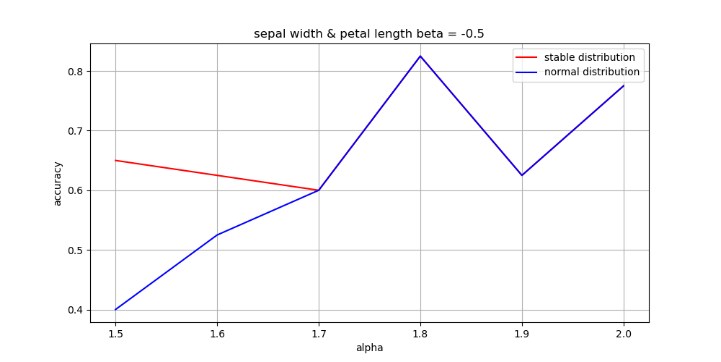 sepal width & petal length beta = -0.5
stable distribution
normal distribution
accuracy
0.8
0.7
0.6
0.5
0.4
1.5 1.6 1.7 1.8 1.9 2.0
alpha